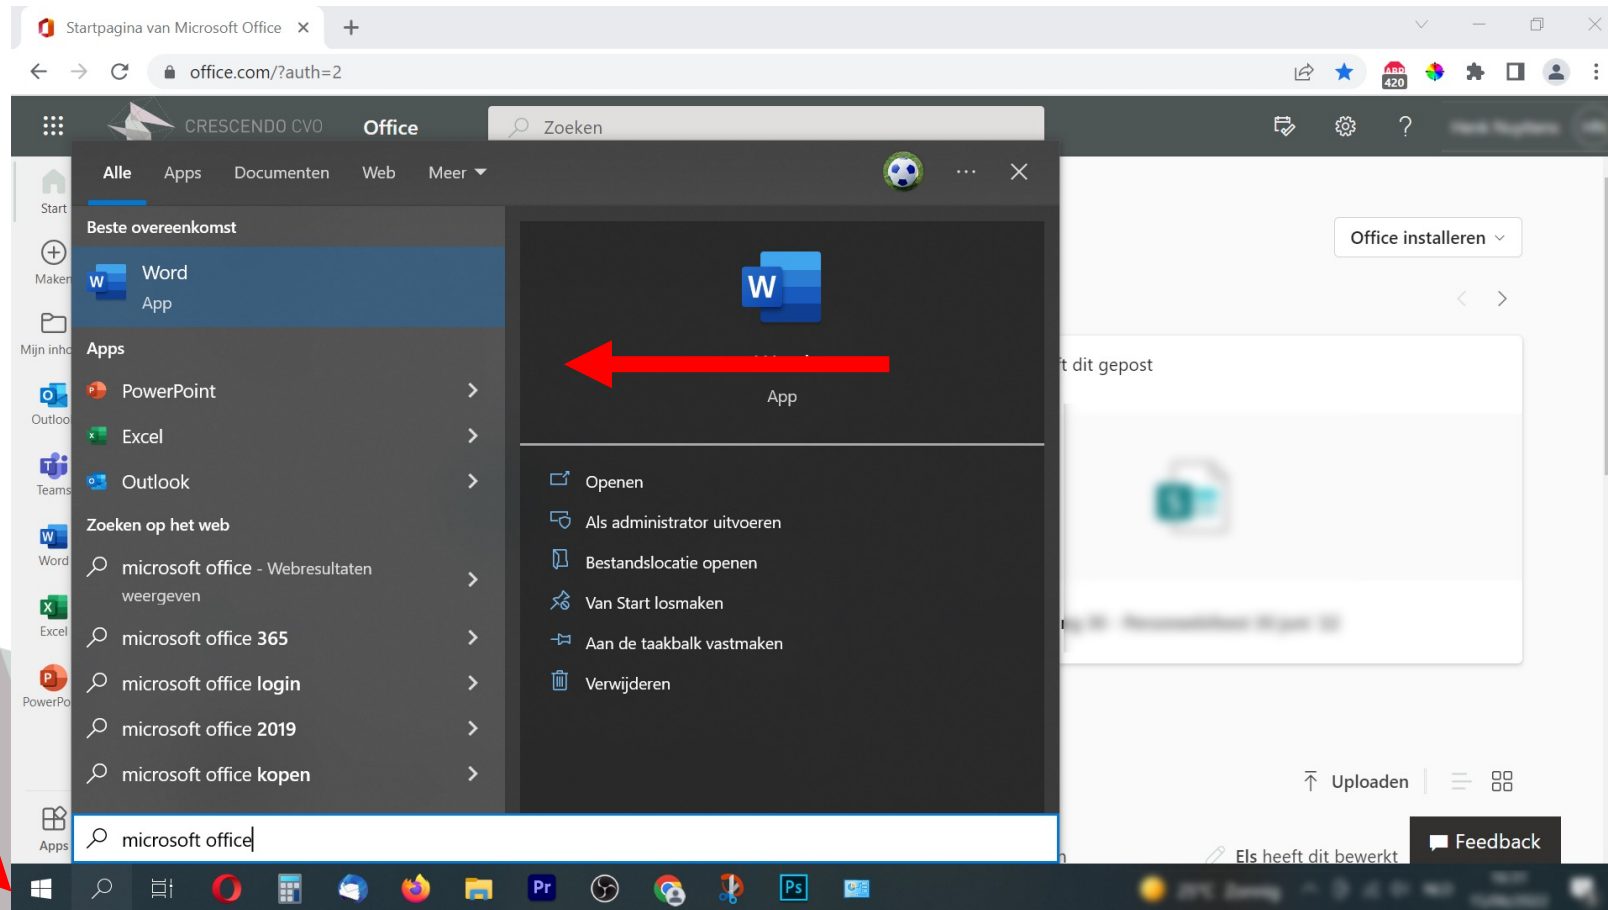 Startpagina van Microsoft Office
office.com/?auth=2
ABP
420
CRESCENDO CVO
Office
Zoeken
Alle Apps Documenten Web Meer
Start
Beste overeenkomst
Office installeren
Word
App
Maken
Mijn inho
Apps
ft dit gepost
PowerPoint
App
Outloo
Excel
Outlook
Openen
Teams
Zoeken op het web
Als administrator uitvoeren
Word
microsoft office - Webresultaten
weergeven
Bestandslocatie openen
Van Start losmaken
Excel
microsoft office 365
Aan de taakbalk vastmaken
microsoft office login
Verwijderen
PowerPo
microsoft office 2019
microsoft office kopen
Uploaden
Apps
microsoft office
Feedback
Els heeft dit bewerkt
Pr
Ps